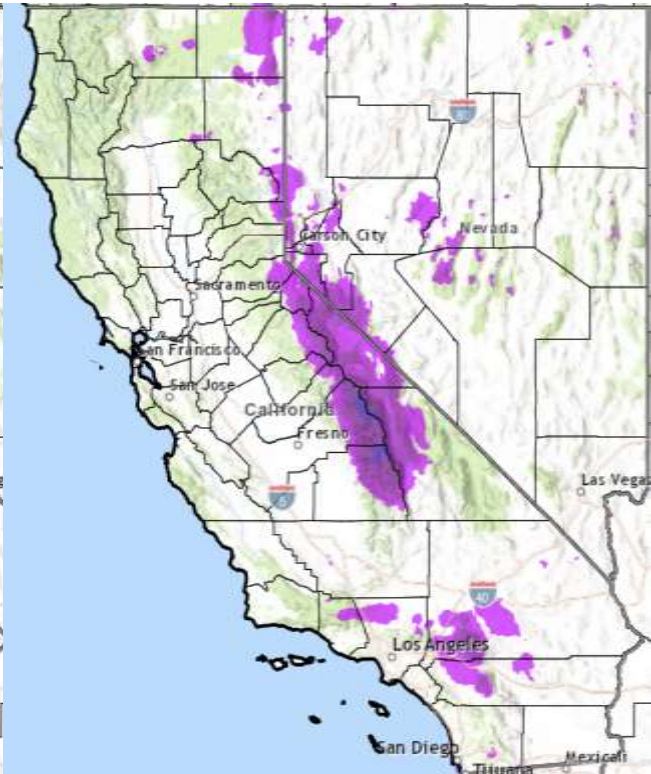 80
Carson City
Nevada
Sacramento
San Francisco
San Jose
California
Fresno
5
Las Vegas
40
Los Angeles
San Diego
Mexicali
Tijuana